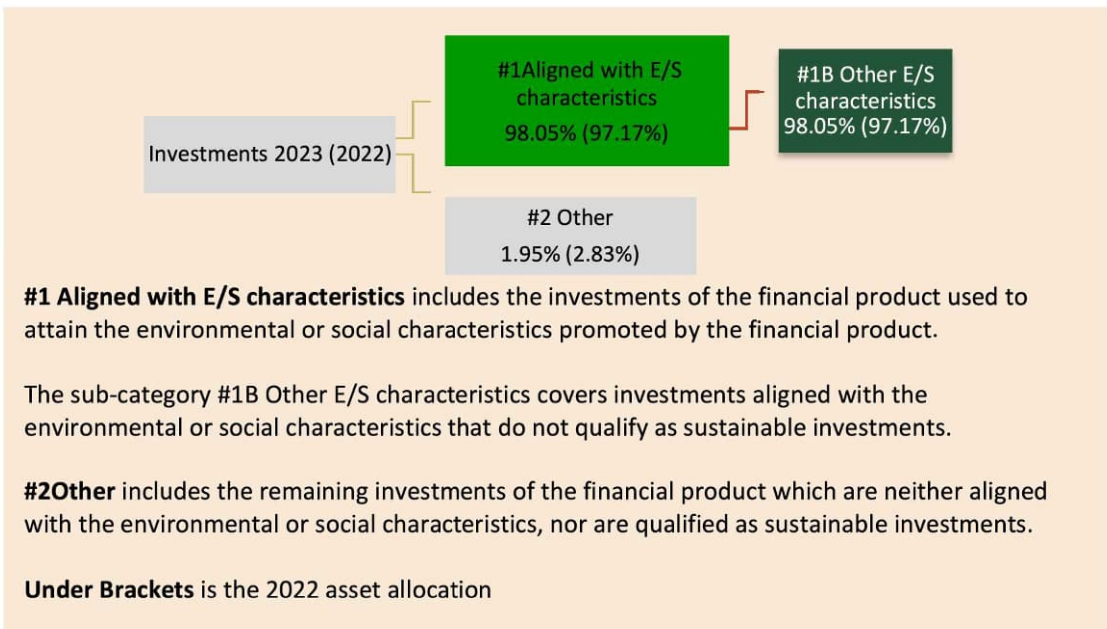 #1Aligned with E/S
characteristics
98.05% (97.17%)
#1B Other E/S
characteristics
98.05% (97.17%)
Investments 2023 (2022)
#2 Other
1.95% (2.83%)
#1 Aligned with E/S characteristics includes the investments of the financial product used to
attain the environmental or social characteristics promoted by the financial product.
The sub-category #1B Other E/S characteristics covers investments aligned with the
environmental or social characteristics that do not qualify as sustainable investments.
#2Other includes the remaining investments of the financial product which are neither aligned
with the environmental or social characteristics, nor are qualified as sustainable investments.
Under Brackets is the 2022 asset allocation